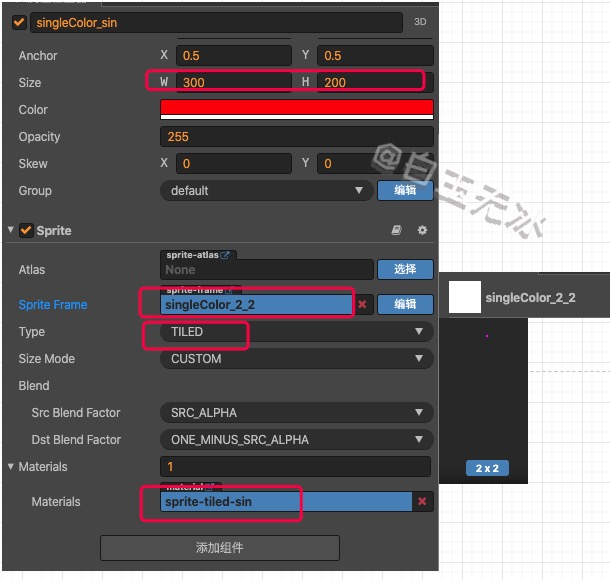 singleColor_sin 3D
Anchor X 0.5 Y 0.5
Size W 300 H 200
Color
Opacity 255
Skew X 0 Y 0
Group default 编辑
@白玉无冰
Sprite
sprite-atlas
Atlas None 选择
sprite-frame
Sprite Frame singleColor_2_2 编辑
singleColor_2_2
Type TILED
Size Mode CUSTOM
Blend
Src Blend Factor SRC_ALPHA
Dst Blend Factor ONE_MINUS_SRC_ALPHA
2 x 2
Materials 1
material
Materials sprite-tiled-sin
添加组件